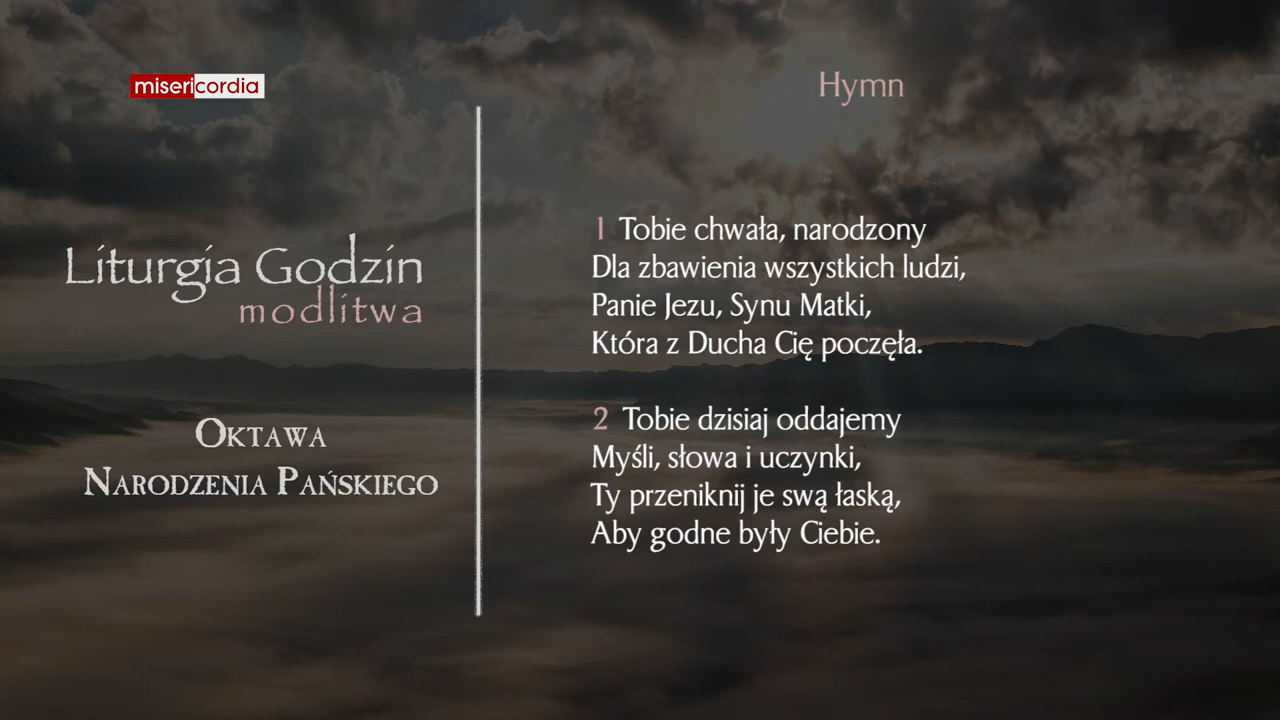 misericordia
Liturgia Godzin
modlitwa
Oktawa
Narodzenia Pańskiego
Hymn
1 Tobie chwała, narodzony
Dla zbawienia wszystkich ludzi,
Panie Jezu, Synu Matki,
Która z Ducha Cię poczęła.
2 Tobie dzisiaj oddajemy
Myśli, słowa i uczynki,
Ty przeniknij je swą łaską,
Aby godne były Ciebie.